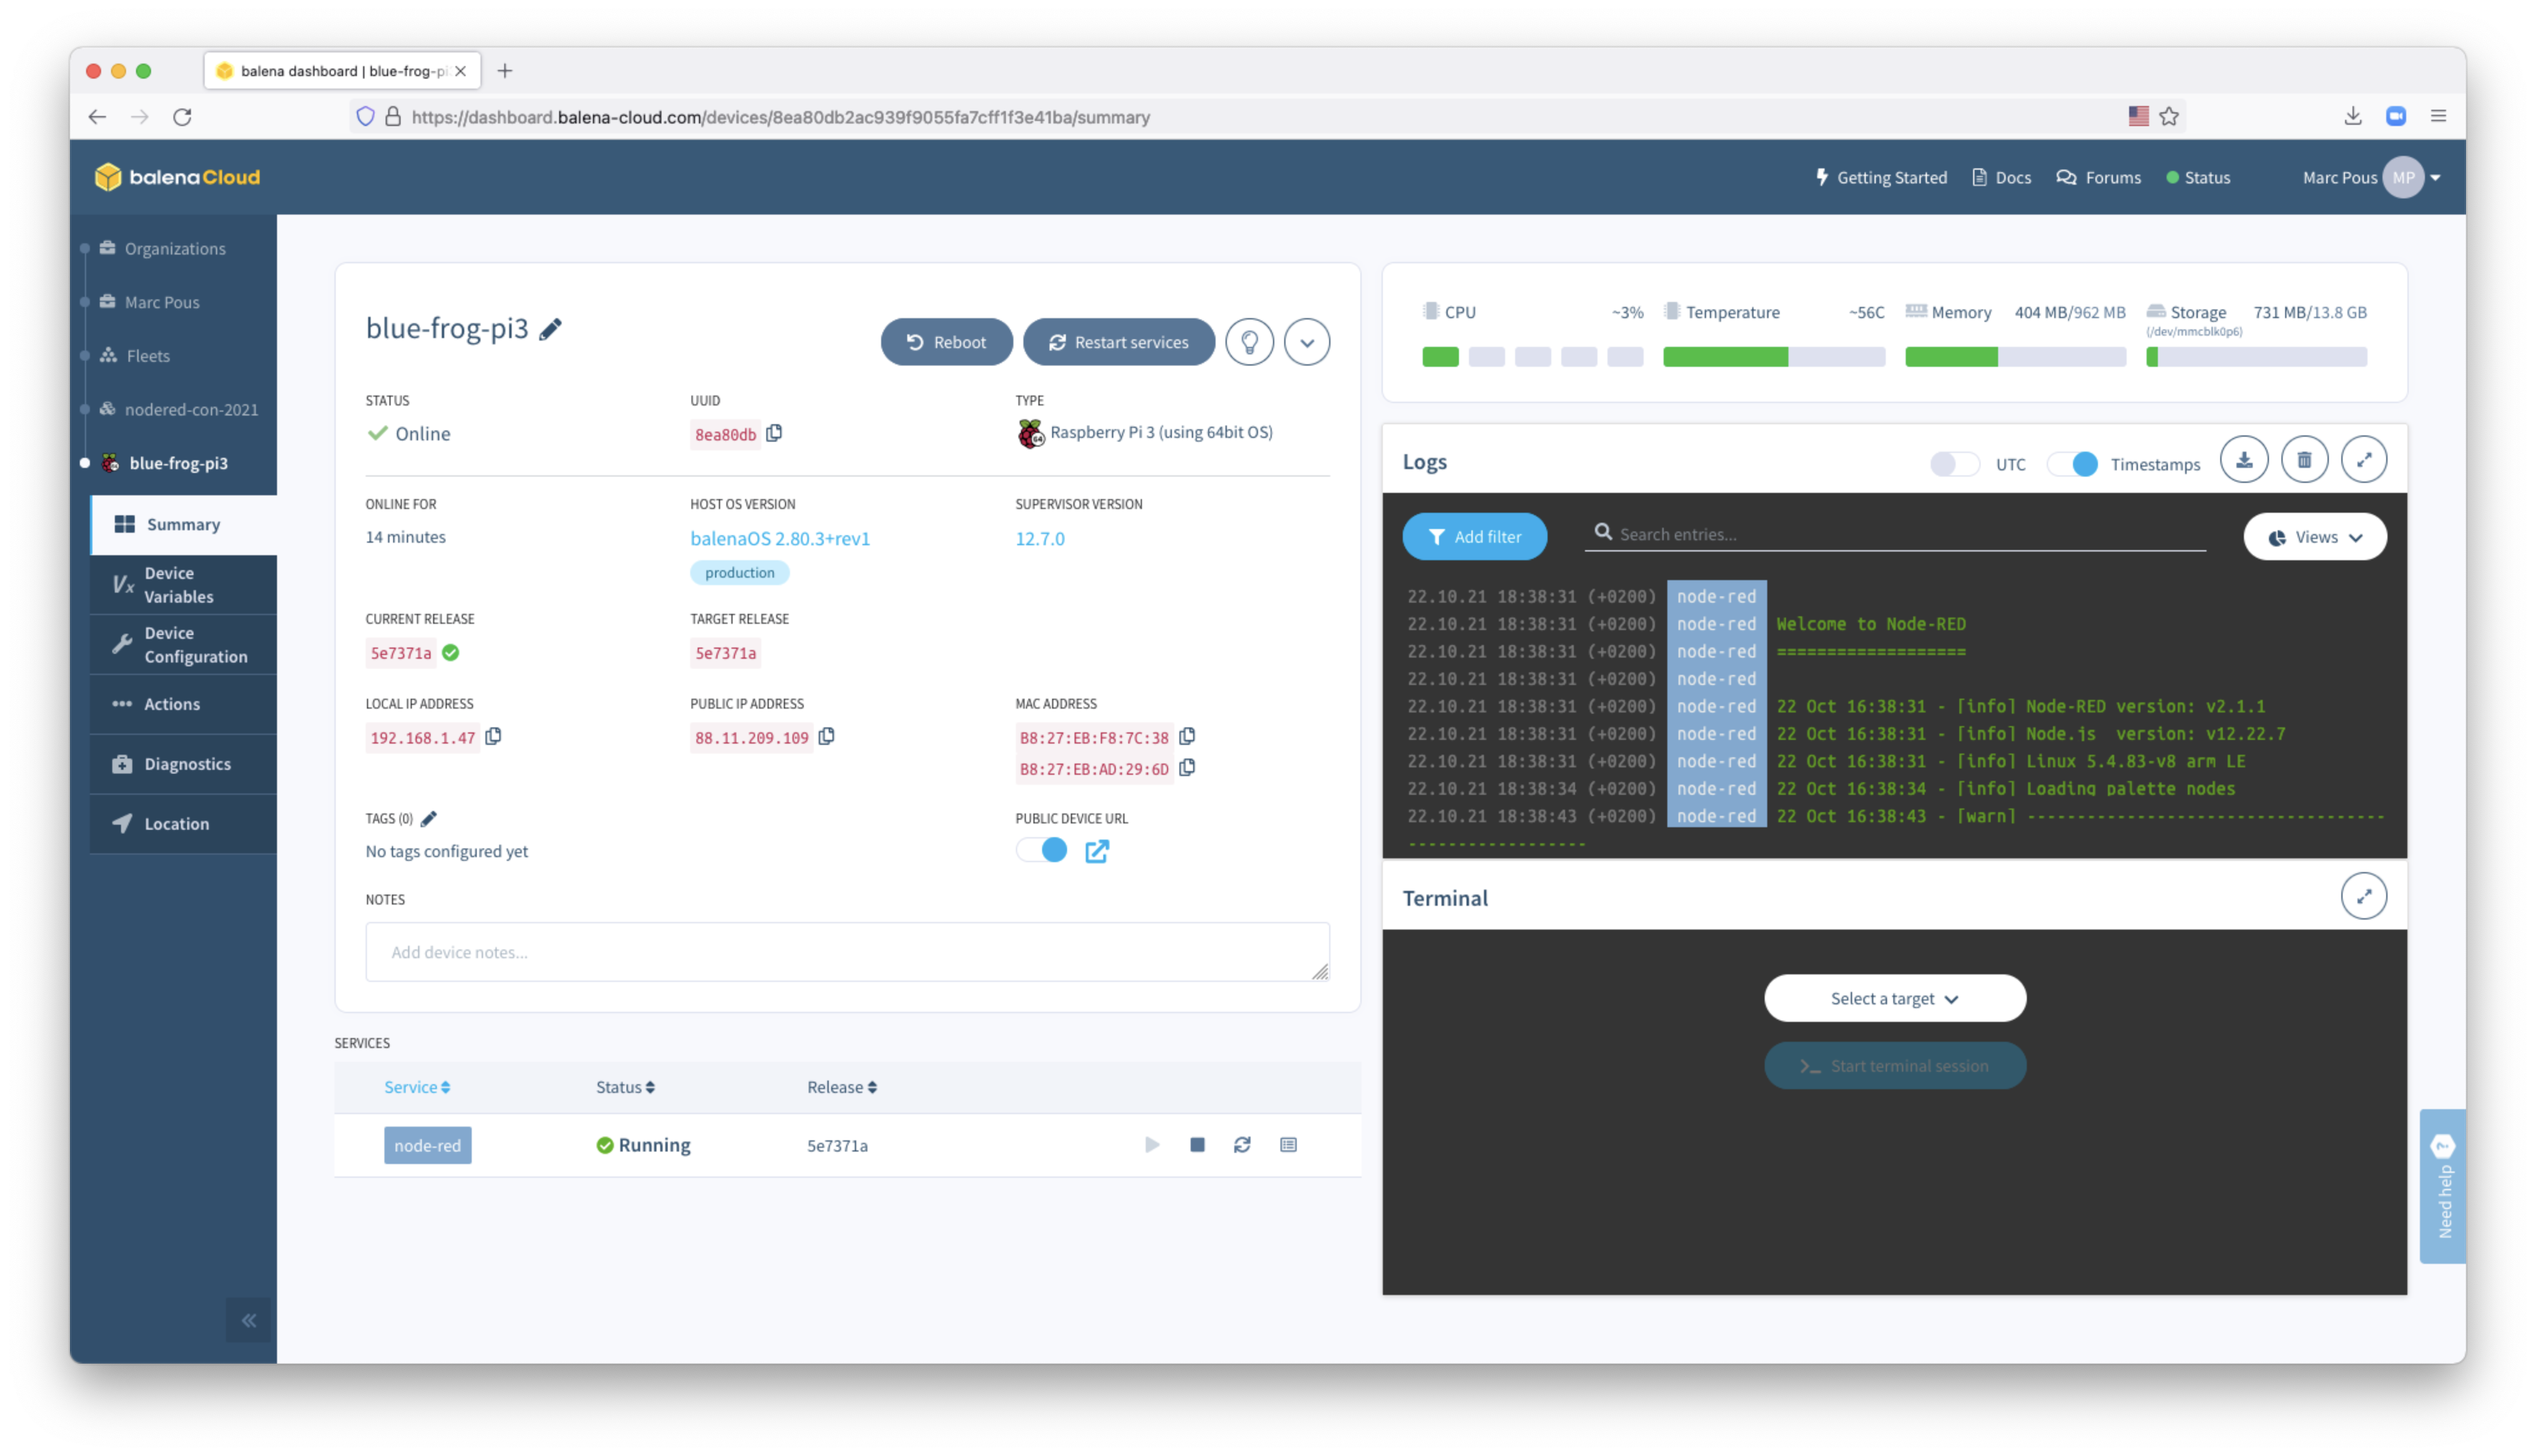 balena dashboard | blue-frog-pi
https://dashboard.balena-cloud.com/devices/8ea80db2ac939f9055fa7cff1f3e41ba/summary
balenaCloud
Getting Started
Docs
Forums
Status
Marc Pous
MP
Organizations
Marc Pous
Fleets
nodered-con-2021
blue-frog-pi3
Summary
Device
Variables
Device
Configuration
Actions
Diagnostics
Location
blue-frog-pi3
Reboot
Restart services
STATUS
Online
UUID
8ea80db
TYPE
64
Raspberry Pi 3 (using 64bit OS)
ONLINE FOR
14 minutes
HOST OS VERSION
balenaOS 2.80.3+rev1
production
SUPERVISOR VERSION
12.7.0
CURRENT RELEASE
5e7371a
TARGET RELEASE
5e7371a
LOCAL IP ADDRESS
192.168.1.47
PUBLIC IP ADDRESS
88.11.209.109
MAC ADDRESS
B8:27:EB:F8:7C:38
B8:27:EB:AD:29:6D
TAGS (0)
No tags configured yet
PUBLIC DEVICE URL
NOTES
Add device notes...
SERVICES
Service
Status
Release
node-red
Running
5e7371a
CPU
~3%
Temperature
~56C
Memory
404 MB/962 MB
Storage
(/dev/mmcblk0p6)
731 MB/13.8 GB
Logs
UTC
Timestamps
Add filter
Search entries...
Views
22.10.21 18:38:31 (+0200) node-red
22.10.21 18:38:31 (+0200) node-red Welcome to Node-RED
22.10.21 18:38:31 (+0200) node-red ===================
22.10.21 18:38:31 (+0200) node-red
22.10.21 18:38:31 (+0200) node-red 22 Oct 16:38:31 - [info] Node-RED version: v2.1.1
22.10.21 18:38:31 (+0200) node-red 22 Oct 16:38:31 - [info] Node.js  version: v12.22.7
22.10.21 18:38:31 (+0200) node-red 22 Oct 16:38:31 - [info] Linux 5.4.83-v8 arm LE
22.10.21 18:38:34 (+0200) node-red 22 Oct 16:38:34 - [info] Loading palette nodes
22.10.21 18:38:43 (+0200) node-red 22 Oct 16:38:43 - [warn] ------------------------------------
------------------
Terminal
Select a target
Start terminal session
Need help